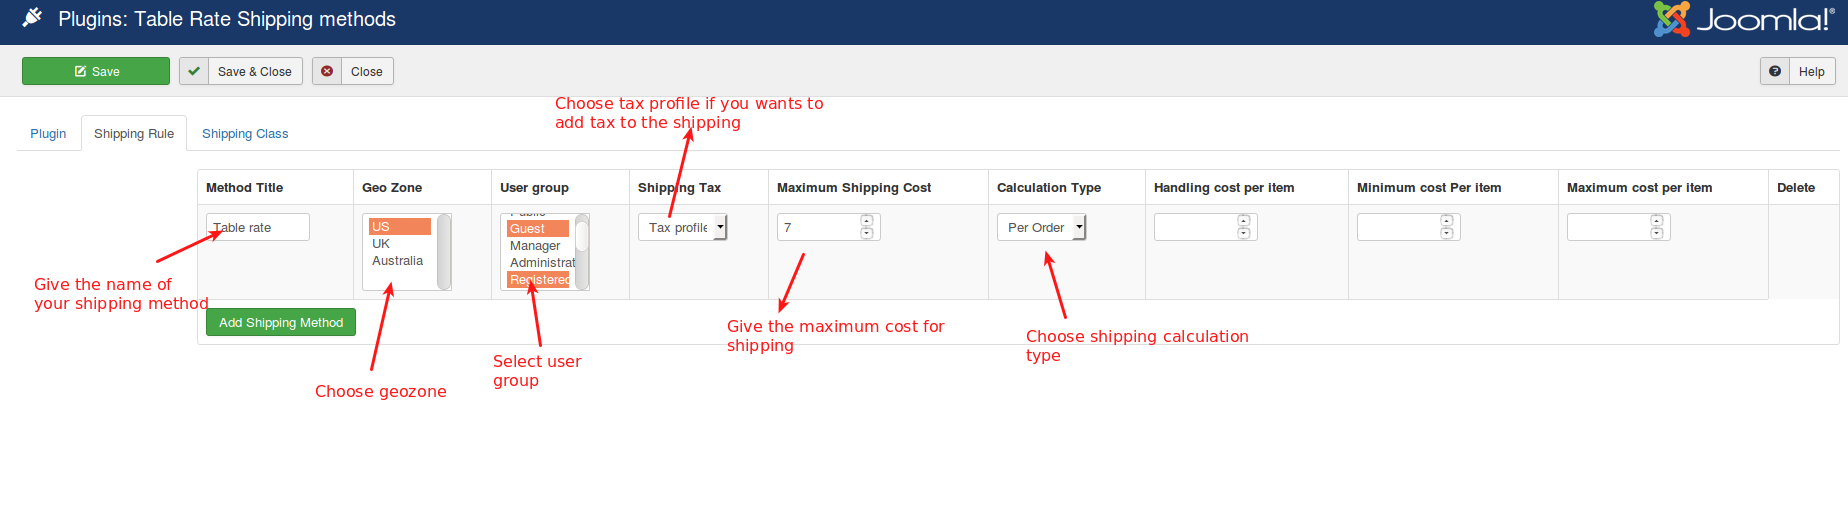 Plugins: Table Rate Shipping methods
Joomla!®
Save
Save & Close
Close
Help
Choose tax profile if you wants to
add tax to the shipping
Plugin
Shipping Rule
Shipping Class
Method Title
Geo Zone
User group
Shipping Tax
Maximum Shipping Cost
Calculation Type
Handling cost per item
Minimum cost Per item
Maximum cost per item
Delete
Table rate
US
UK
Australia
Public
Guest
Manager
Administrat
Registered
Tax profile
7
Per Order
Give the name of
your shipping method
Add Shipping Method
Give the maximum cost for
shipping
Choose shipping calculation
type
Select user
group
Choose geozone